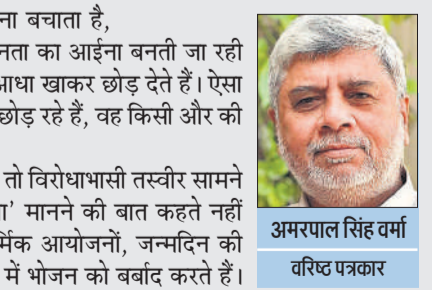 ना बचाता है,
नता का आईना बनती जा रही
आधा खाकर छोड़ देते हैं। ऐसा
छोड़ रहे हैं, वह किसी और की
तो विरोधाभासी तस्वीर सामने
ा' मानने की बात कहते नहीं
र्मिक आयोजनों, जन्मदिन की
में भोजन को बर्बाद करते हैं।
अमरपाल सिंह वर्मा
वरिष्ठ पत्रकार